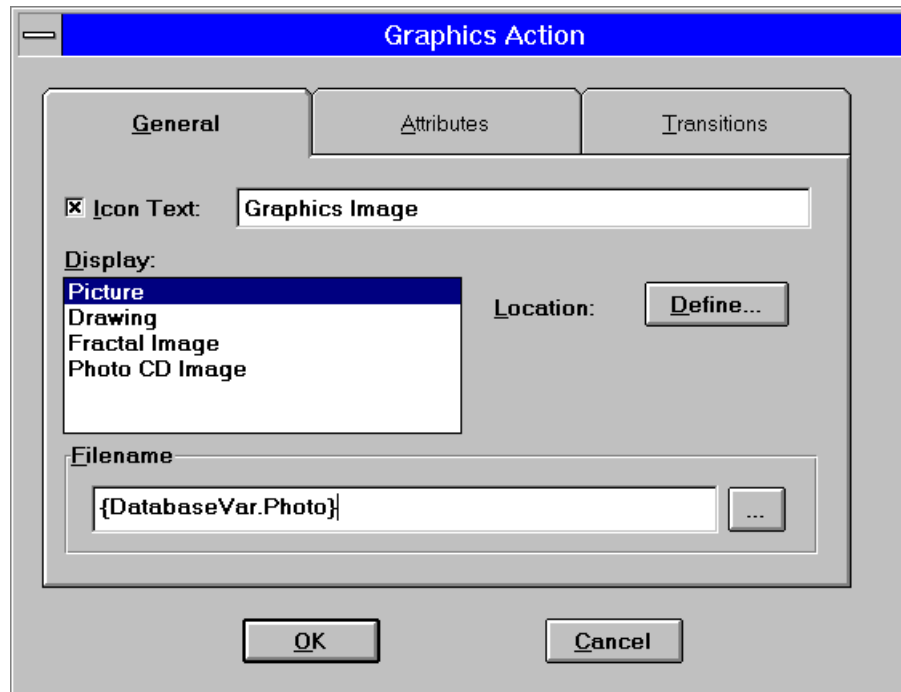 Graphics Action
General Attributes Transitions
Icon Text: Graphics Image
Display:
Picture
Drawing
Fractal Image
Photo CD Image
Location: Define...
Filename
{DatabaseVar.Photo}
...
OK Cancel